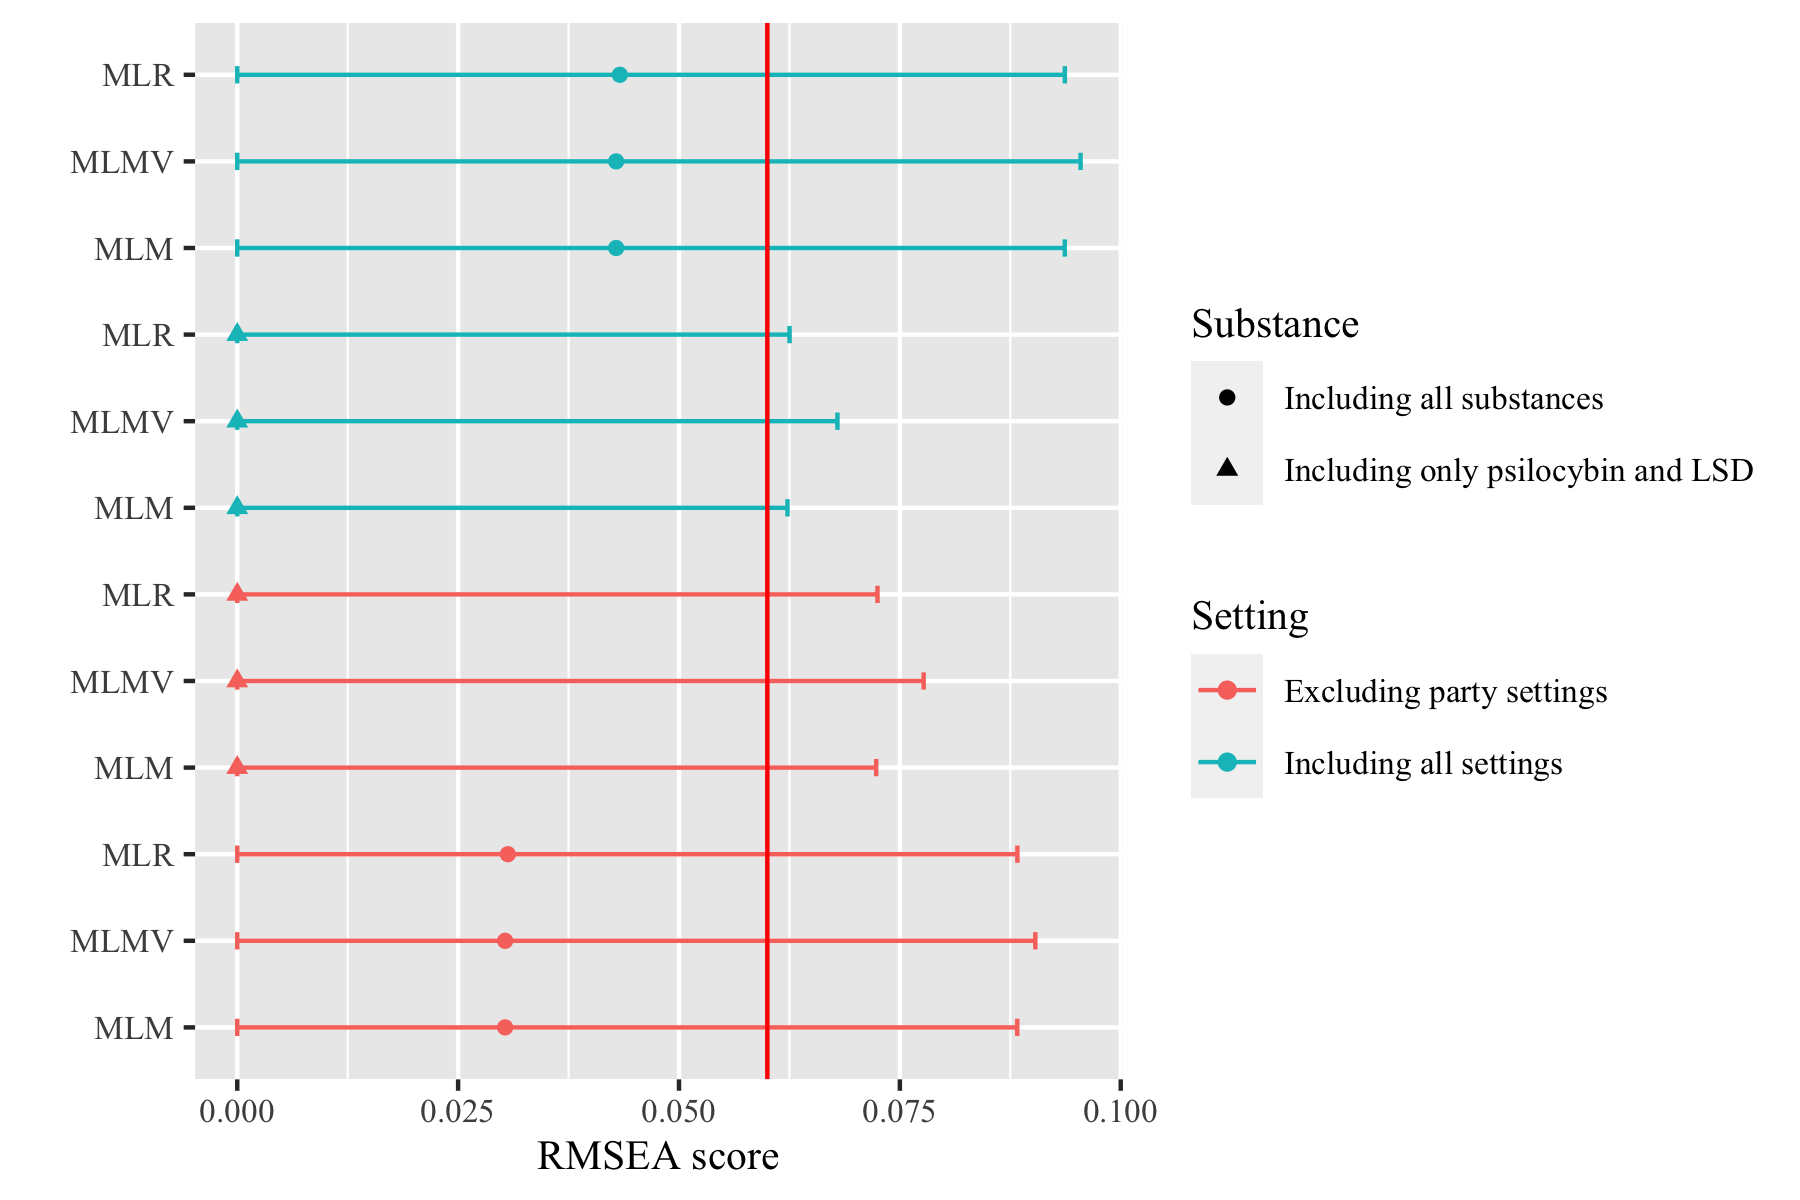 MLR
MLMV
MLM
MLR
MLMV
MLM
MLR
MLMV
MLM
MLR
MLMV
MLM
0.000 0.025 0.050 0.075 0.100
RMSEA score
Substance
Including all substances
Including only psilocybin and LSD
Setting
Excluding party settings
Including all settings